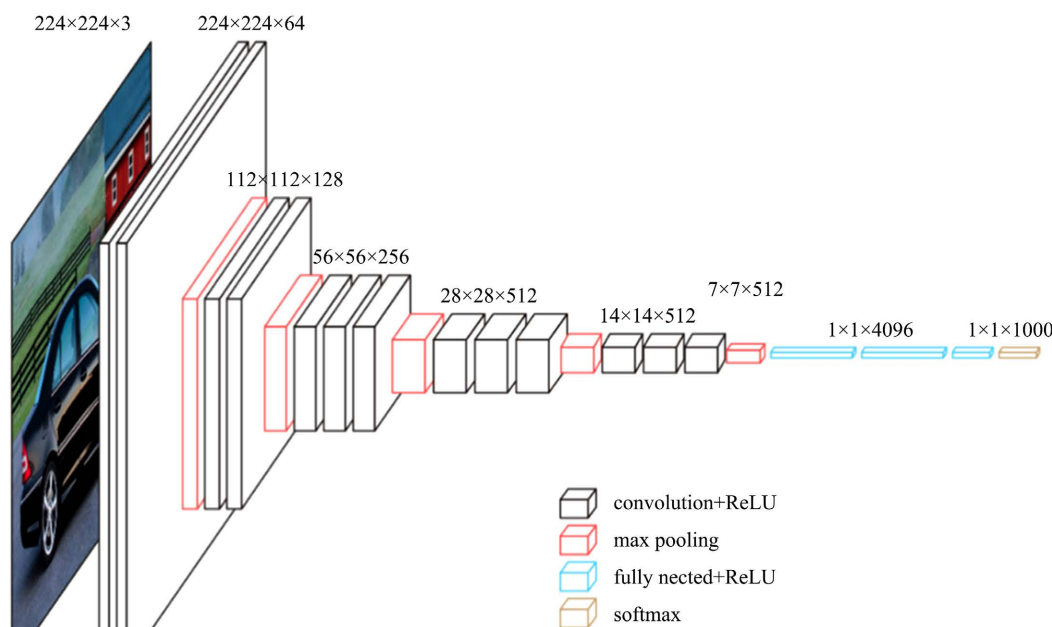 224×224×3
224×224×64
112×112×128
56×56×256
28×28×512
14×14×512
7×7×512
1×1×4096
1×1×1000
convolution+ReLU
max pooling
fully nected+ReLU
softmax